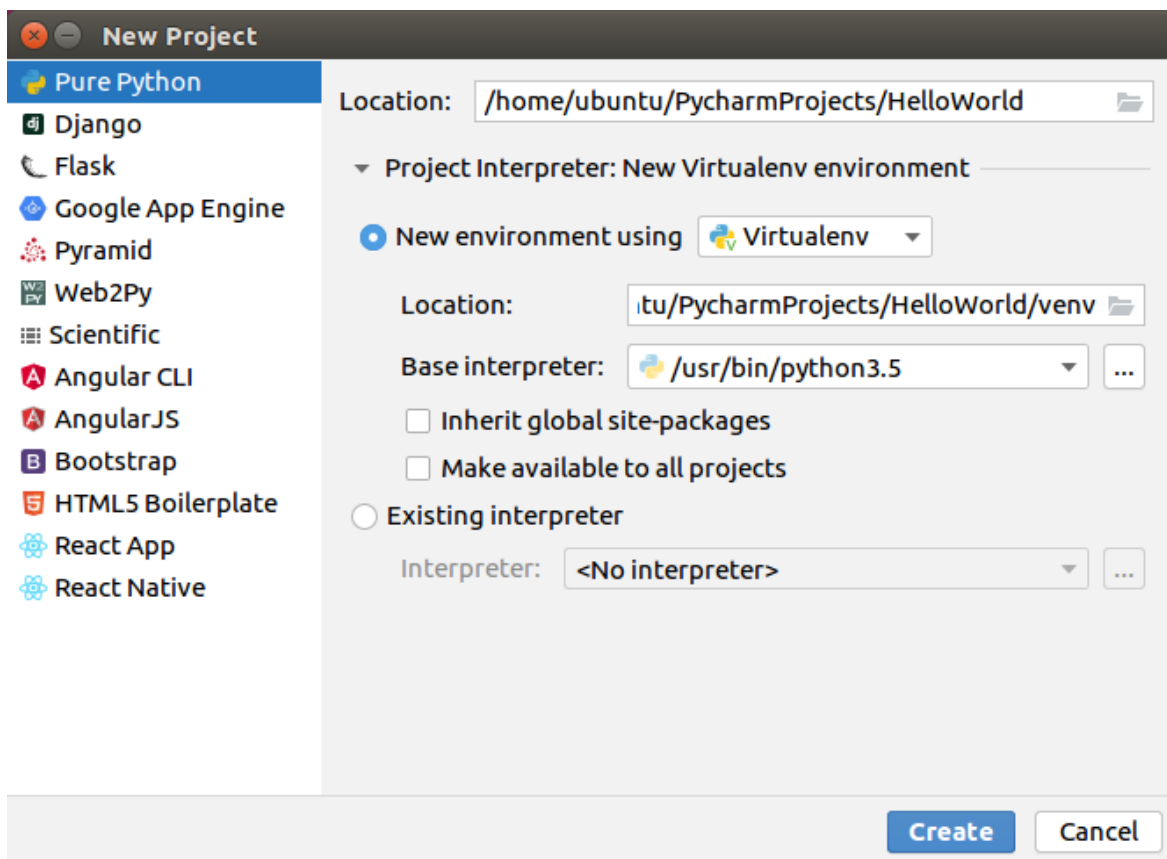 New Project
Pure Python
Django
Flask
Google App Engine
Pyramid
Web2Py
Scientific
Angular CLI
AngularJS
Bootstrap
HTML5 Boilerplate
React App
React Native
Location: /home/ubuntu/PycharmProjects/HelloWorld
Project Interpreter: New Virtualenv environment
New environment using Virtualenv
Location: tu/PycharmProjects/HelloWorld/venv
Base interpreter: /usr/bin/python3.5 ...
Inherit global site-packages
Make available to all projects
Existing interpreter
Interpreter: <No interpreter> ...
Create Cancel